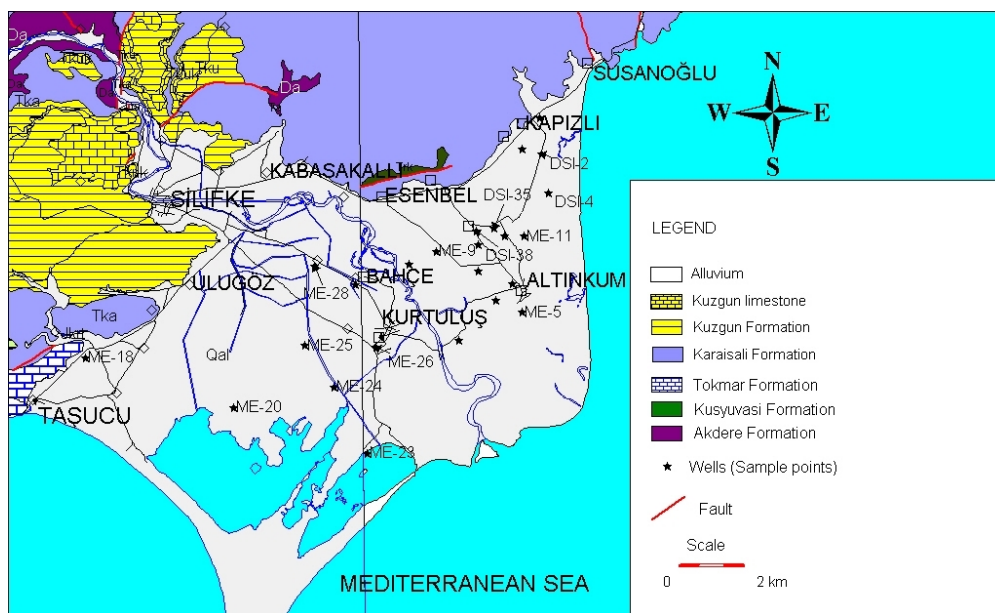 Da
Tku
Tka
Da
SUSANOĞLU
N
W E
S
KAPIZLI
DSI-2
KABASAKALLI
ESENBEL
DSI-35
DSI-4
SİLİFKE
ME-11
ME-9
DSI-38
ULUGÖZ
BAHÇE
ALTINKUM
ME-28
ME-5
KURTULUŞ
Tka
Jkt
ME-18
Qal
ME-25
ME-26
ME-24
ME-20
TAŞUCU
ME-23
MEDITERRANEAN SEA
LEGEND
Alluvium
Kuzgun limestone
Kuzgun Formation
Karaisali Formation
Tokmar Formation
Kusyuvasi Formation
Akdere Formation
Wells (Sample points)
Fault
Scale
0 2 km